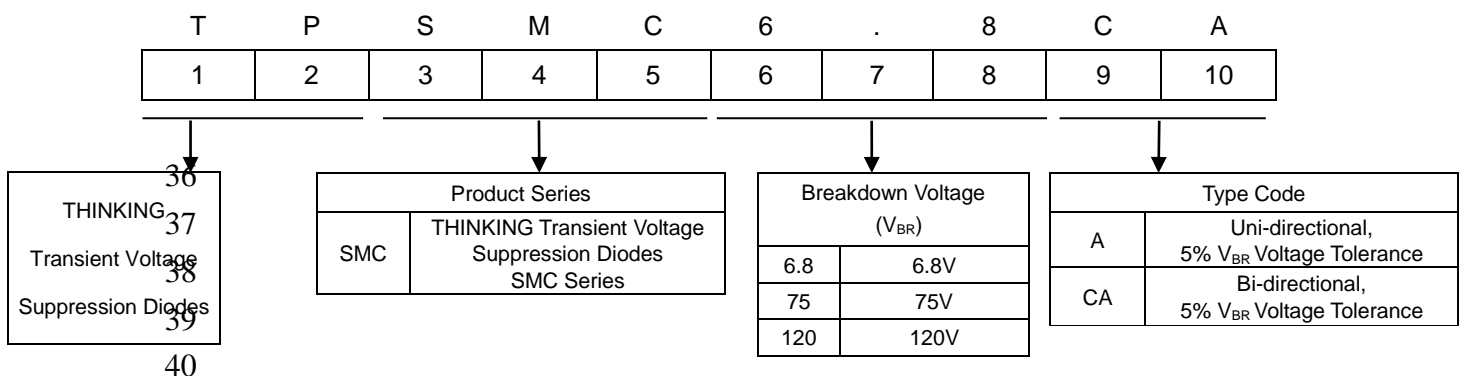 T P S M C 6 . 8 C A
1 2 3 4 5 6 7 8 9 10
36
THINKING
37
Transient Voltage
38
Suppression Diodes
39
40
Product Series
SMC
THINKING Transient Voltage
Suppression Diodes
SMC Series
Breakdown Voltage
(VBR)
6.8 6.8V
75 75V
120 120V
Type Code
A
Uni-directional,
5% VBR Voltage Tolerance
CA
Bi-directional,
5% VBR Voltage Tolerance